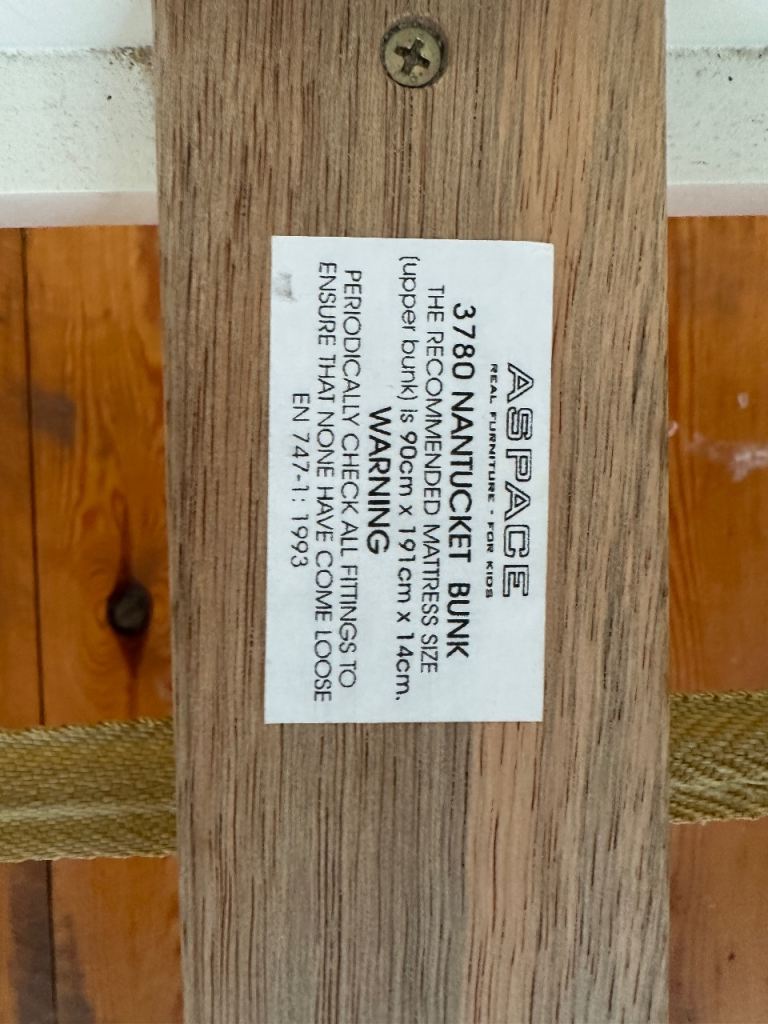 ASPACE
REAL FURNITURE - FOR KIDS
3780 NANTUCKET BUNK
THE RECOMMENDED MATTRESS SIZE
(upper bunk) is 90cm x 191cm x 14cm.
WARNING
PERIODICALLY CHECK ALL FITTINGS TO
ENSURE THAT NONE HAVE COME LOOSE
EN 747-1: 1993